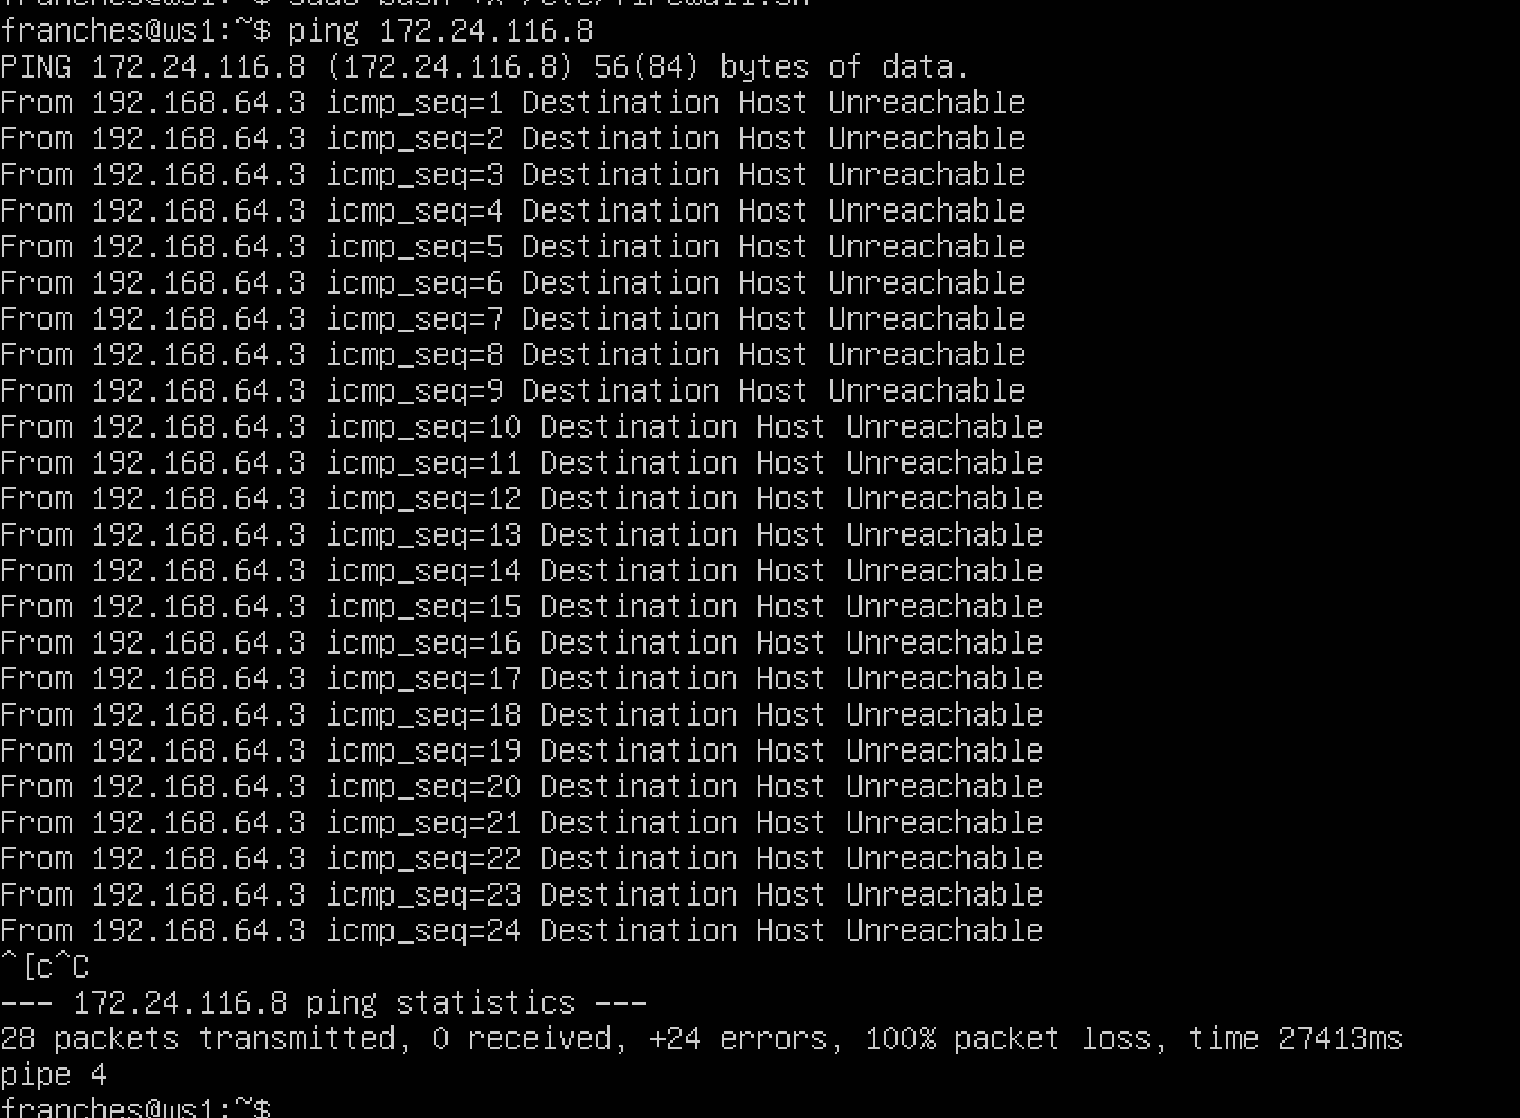 franches@ws1:~$ sudo bash -x /etc/firewall.sh
franches@ws1:~$ ping 172.24.116.8
PING 172.24.116.8 (172.24.116.8) 56(84) bytes of data.
From 192.168.64.3 icmp_seq=1 Destination Host Unreachable
From 192.168.64.3 icmp_seq=2 Destination Host Unreachable
From 192.168.64.3 icmp_seq=3 Destination Host Unreachable
From 192.168.64.3 icmp_seq=4 Destination Host Unreachable
From 192.168.64.3 icmp_seq=5 Destination Host Unreachable
From 192.168.64.3 icmp_seq=6 Destination Host Unreachable
From 192.168.64.3 icmp_seq=7 Destination Host Unreachable
From 192.168.64.3 icmp_seq=8 Destination Host Unreachable
From 192.168.64.3 icmp_seq=9 Destination Host Unreachable
From 192.168.64.3 icmp_seq=10 Destination Host Unreachable
From 192.168.64.3 icmp_seq=11 Destination Host Unreachable
From 192.168.64.3 icmp_seq=12 Destination Host Unreachable
From 192.168.64.3 icmp_seq=13 Destination Host Unreachable
From 192.168.64.3 icmp_seq=14 Destination Host Unreachable
From 192.168.64.3 icmp_seq=15 Destination Host Unreachable
From 192.168.64.3 icmp_seq=16 Destination Host Unreachable
From 192.168.64.3 icmp_seq=17 Destination Host Unreachable
From 192.168.64.3 icmp_seq=18 Destination Host Unreachable
From 192.168.64.3 icmp_seq=19 Destination Host Unreachable
From 192.168.64.3 icmp_seq=20 Destination Host Unreachable
From 192.168.64.3 icmp_seq=21 Destination Host Unreachable
From 192.168.64.3 icmp_seq=22 Destination Host Unreachable
From 192.168.64.3 icmp_seq=23 Destination Host Unreachable
From 192.168.64.3 icmp_seq=24 Destination Host Unreachable
^[c^C
--- 172.24.116.8 ping statistics ---
28 packets transmitted, 0 received, +24 errors, 100% packet loss, time 27413ms
pipe 4
franches@ws1:~$